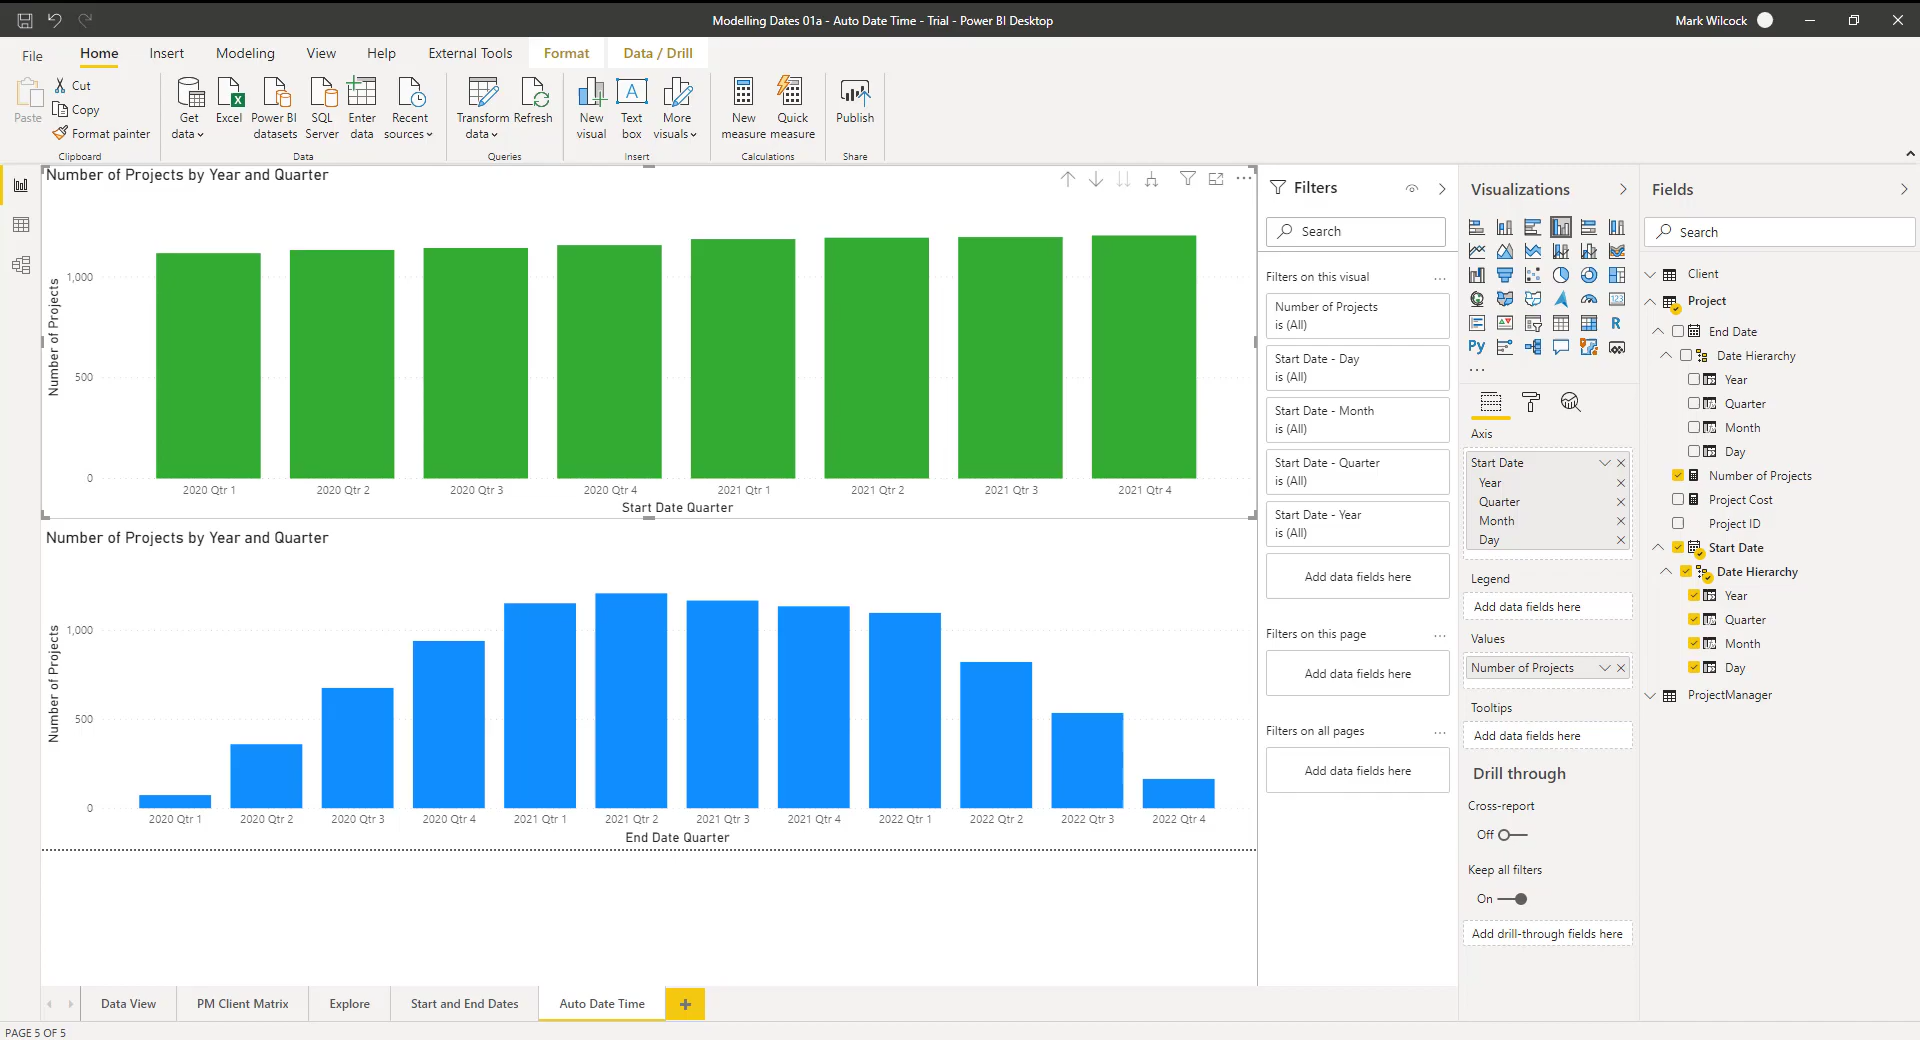 Modelling Dates 01a - Auto Date Time - Trial - Power BI Desktop
Mark Wilcock
File
Home
Insert
Modeling
View
Help
External Tools
Format
Data / Drill
Paste
Cut
Copy
Format painter
Clipboard
Get data
Excel
Power BI datasets
SQL Server
Enter data
Recent sources
Data
Transform data
Refresh
Queries
New visual
Text box
More visuals
Insert
New measure
Quick measure
Calculations
Publish
Share
Number of Projects by Year and Quarter
Number of Projects
1,000
500
0
2020 Qtr 1
2020 Qtr 2
2020 Qtr 3
2020 Qtr 4
2021 Qtr 1
2021 Qtr 2
2021 Qtr 3
2021 Qtr 4
Start Date Quarter
Number of Projects by Year and Quarter
Number of Projects
1,000
500
0
2020 Qtr 1
2020 Qtr 2
2020 Qtr 3
2020 Qtr 4
2021 Qtr 1
2021 Qtr 2
2021 Qtr 3
2021 Qtr 4
2022 Qtr 1
2022 Qtr 2
2022 Qtr 3
2022 Qtr 4
End Date Quarter
Filters
Search
Filters on this visual
Number of Projects
is (All)
Start Date - Day
is (All)
Start Date - Month
is (All)
Start Date - Quarter
is (All)
Start Date - Year
is (All)
Add data fields here
Filters on this page
Add data fields here
Filters on all pages
Add data fields here
Visualizations
R
Py
Axis
Start Date
Year
Quarter
Month
Day
Legend
Add data fields here
Values
Number of Projects
Tooltips
Add data fields here
Drill through
Cross-report
Off
Keep all filters
On
Add drill-through fields here
Fields
Search
Client
Project
End Date
Date Hierarchy
Year
Quarter
Month
Day
Number of Projects
Project Cost
Project ID
Start Date
Date Hierarchy
Year
Quarter
Month
Day
ProjectManager
Data View
PM Client Matrix
Explore
Start and End Dates
Auto Date Time
PAGE 5 OF 5